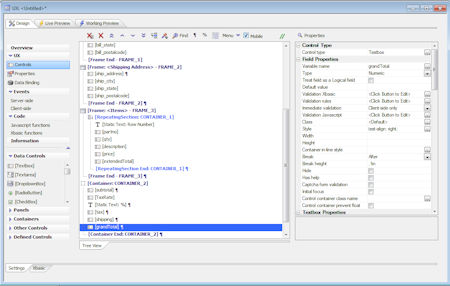 UX: <Untitled>*
Design Live Preview Working Preview
Find Menu Mobile
Properties
Overview
UX
Controls
Properties
Data Binding
Events
Server-side
Client-side
Code
Javascript functions
Xbasic functions
Information
Data Controls
[Textbox]
[Textarea]
[DropdownBox]
[RadioButton]
[CheckBox]
Panels
Containers
Other Controls
Defined Controls
[bill_state]
[bill_postalcode]
{Frame End - FRAME_1}
{Frame: <Shipping Address> - FRAME_2}
[ship_address]
[ship_city]
[ship_state]
[ship_postalcode]
{Frame End - FRAME_2}
{Frame: <Items> - FRAME_3}
{RepeatingSection: CONTAINER_1}
[Static Text: Row Number]
[partno]
[qty]
[description]
[price]
[extendedTotal]
{RepeatingSection End: CONTAINER_1}
{Frame End - FRAME_3}
{Container: CONTAINER_2}
[subtotal]
[TaxRate]
[Static Text: %]
[tax]
[shipping]
[grandTotal]
{Container End: CONTAINER_2}
Tree View
Control Type
Control type Textbox
Field Properties
Variable name grandTotal
Type Numeric
Treat field as a Logical field
Default value
Validation Xbasic <Click Button to Edit>
Validation rules <Click Button to Edit>
Immediate validation Client-side only
Validation Javascript <Click Button to Edit>
Class <Default>
Style text-align: right;
Width
Height
Container in-line style
Break After
Break height .1in
Hide
Has help
Captcha form validation
Initial focus
Control container class name
Control container prevent float
Textbox Properties
Settings Xbasic